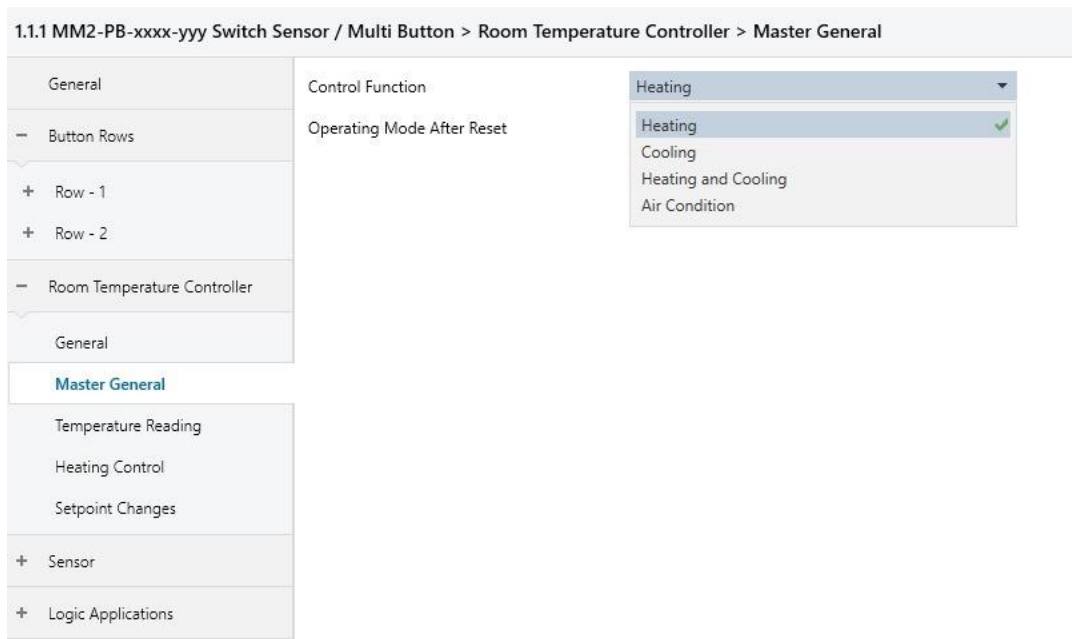 1.1.1 MM2-PB-xxxx-yyy Switch Sensor / Multi Button > Room Temperature Controller > Master General
General
− Button Rows
+ Row - 1
+ Row - 2
− Room Temperature Controller
General
Master General
Temperature Reading
Heating Control
Setpoint Changes
+ Sensor
+ Logic Applications
Control Function
Heating
Operating Mode After Reset
Heating
Cooling
Heating and Cooling
Air Condition